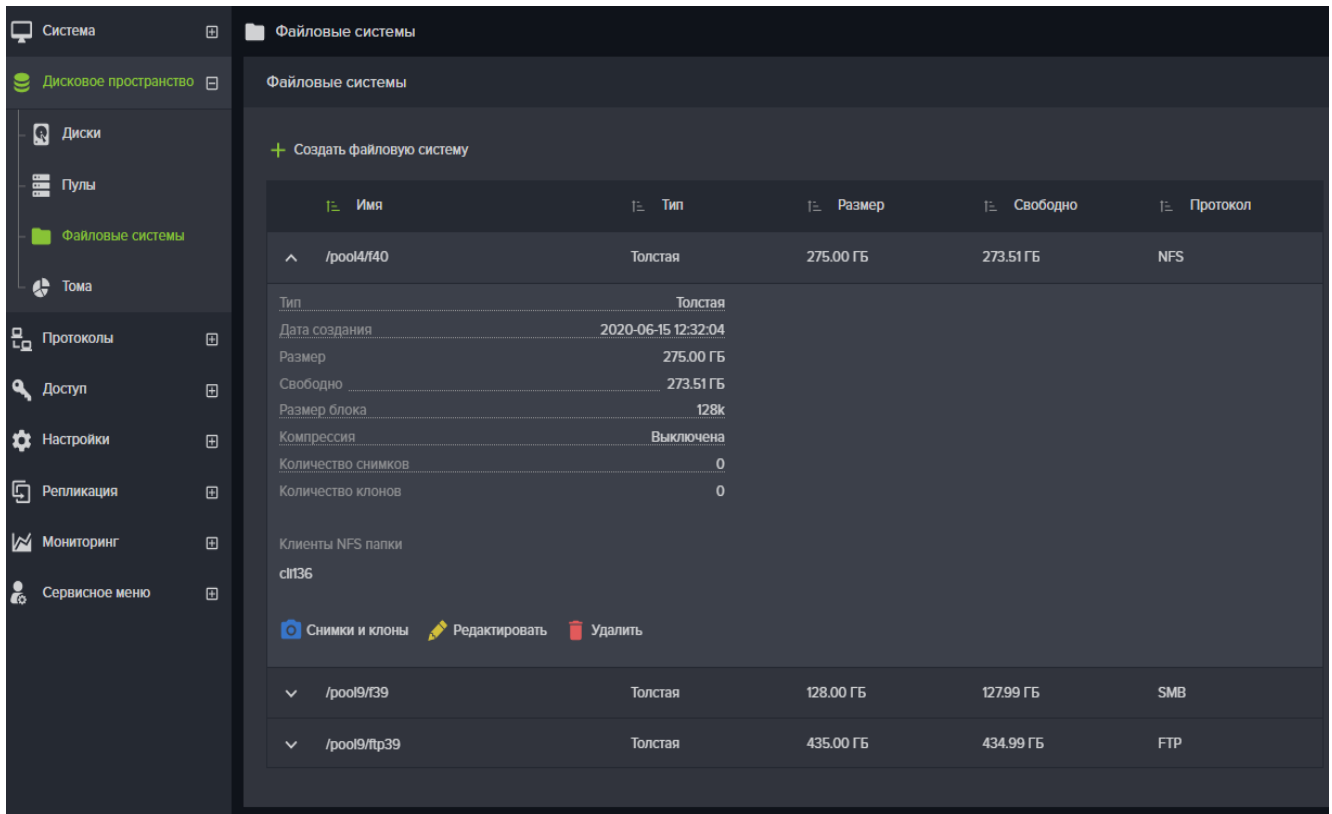 Система
Файловые системы
Дисковое пространство
Файловые системы
Диски
Создать файловую систему
Пулы
Имя Тип Размер Свободно Протокол
Файловые системы
/pool4/f40 Толстая 275.00 ГБ 273.51 ГБ NFS
Тома
Тип Толстая
Дата создания 2020-06-15 12:32:04
Протоколы
Размер 275.00 ГБ
Свободно 273.51 ГБ
Доступ
Размер блока 128k
Компрессия Выключена
Настройки
Количество снимков 0
Количество клонов 0
Репликация
Мониторинг
Клиенты NFS папки
clt136
Сервисное меню
Снимки и клоны Редактировать Удалить
/pool9/f39 Толстая 128.00 ГБ 127.99 ГБ SMB
/pool9/ftp39 Толстая 435.00 ГБ 434.99 ГБ FTP